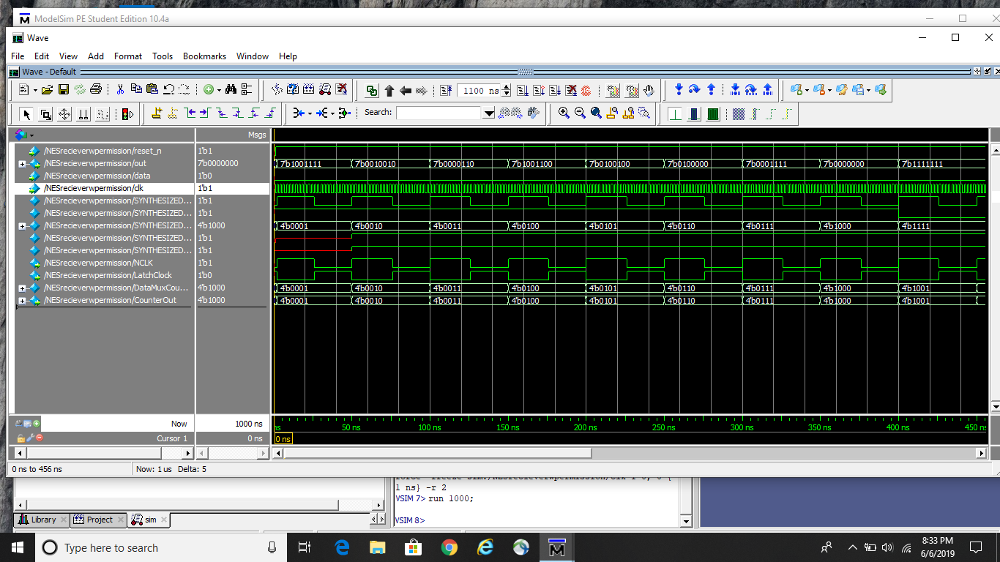 ModelSim PE Student Edition 10.4a
Wave
File Edit View Add Format Tools Bookmarks Window Help
Wave - Default
1100 ns
Search:
Msgs
/NESrecieverwpermission/reset_n 1'b1
/NESrecieverwpermission/out 7'b0000000 7'b1001111 7'b0010010 7'b0000110 7'b1001100 7'b0100100 7'b0100000 7'b0001111 7'b0000000 7'b1111111
/NESrecieverwpermission/data 1'b0
/NESrecieverwpermission/clk 1'b1
/NESrecieverwpermission/SYNTHESIZED... 1'b1
/NESrecieverwpermission/SYNTHESIZED... 1'b1
/NESrecieverwpermission/SYNTHESIZED... 4'b1000 4'b0001 4'b0010 4'b0011 4'b0100 4'b0101 4'b0110 4'b0111 4'b1000 4'b1111
/NESrecieverwpermission/SYNTHESIZED... 1'b1
/NESrecieverwpermission/SYNTHESIZED... 1'b1
/NESrecieverwpermission/NCLK 1'b1
/NESrecieverwpermission/LatchClock 1'b0
/NESrecieverwpermission/DataMuxCou... 4'b1000 4'b0001 4'b0010 4'b0011 4'b0100 4'b0101 4'b0110 4'b0111 4'b1000 4'b1001
/NESrecieverwpermission/CounterOut 4'b1000 4'b0001 4'b0010 4'b0011 4'b0100 4'b0101 4'b0110 4'b0111 4'b1000 4'b1001
Now 1000 ns ns 50 ns 100 ns 150 ns 200 ns 250 ns 300 ns 350 ns 400 ns 450 ns
Cursor 1 0 ns 0 ns
0 ns to 456 ns Now: 1 us Delta: 5
1 ns} -r 2
VSIM 7> run 1000;
VSIM 8>
Library Project sim
Type here to search
8:33 PM
6/6/2019